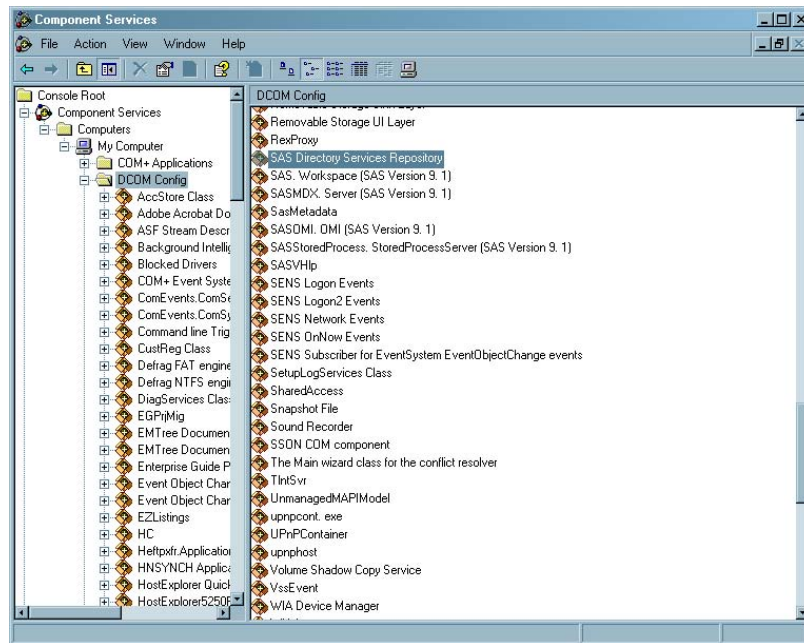 Component Services
File Action View Window Help
Console Root
Component Services
Computers
My Computer
COM+ Applications
DCOM Config
AccStore Class
Adobe Acrobat Do
ASF Stream Descr
Background Intellig
Blocked Drivers
COM+ Event Syste
ComEvents.ComSe
ComEvents.ComSy
Command line Trig
CustReg Class
Defrag FAT engine
Defrag NTFS engin
DiagServices Class
EGPrjMig
EMTree Documen
EMTree Documen
Enterprise Guide P
Event Object Char
Event Object Char
EZListings
HC
Heftpxfr.Application
HNSYNCH Applica
HostExplorer Quick
HostExplorer5250P
DCOM Config
Removable Storage UI Layer
RexProxy
SAS Directory Services Repository
SAS. Workspace (SAS Version 9. 1)
SASMDX. Server (SAS Version 9. 1)
SasMetadata
SASOMI. OMI (SAS Version 9. 1)
SASStoredProcess. StoredProcessServer (SAS Version 9. 1)
SASVHlp
SENS Logon Events
SENS Logon2 Events
SENS Network Events
SENS OnNow Events
SENS Subscriber for EventSystem EventObjectChange events
SetupLogServices Class
SharedAccess
Snapshot File
Sound Recorder
SSON COM component
The Main wizard class for the conflict resolver
TlntSvr
UnmanagedMAPIModel
upnpcont. exe
UPnPContainer
upnphost
Volume Shadow Copy Service
VssEvent
WIA Device Manager